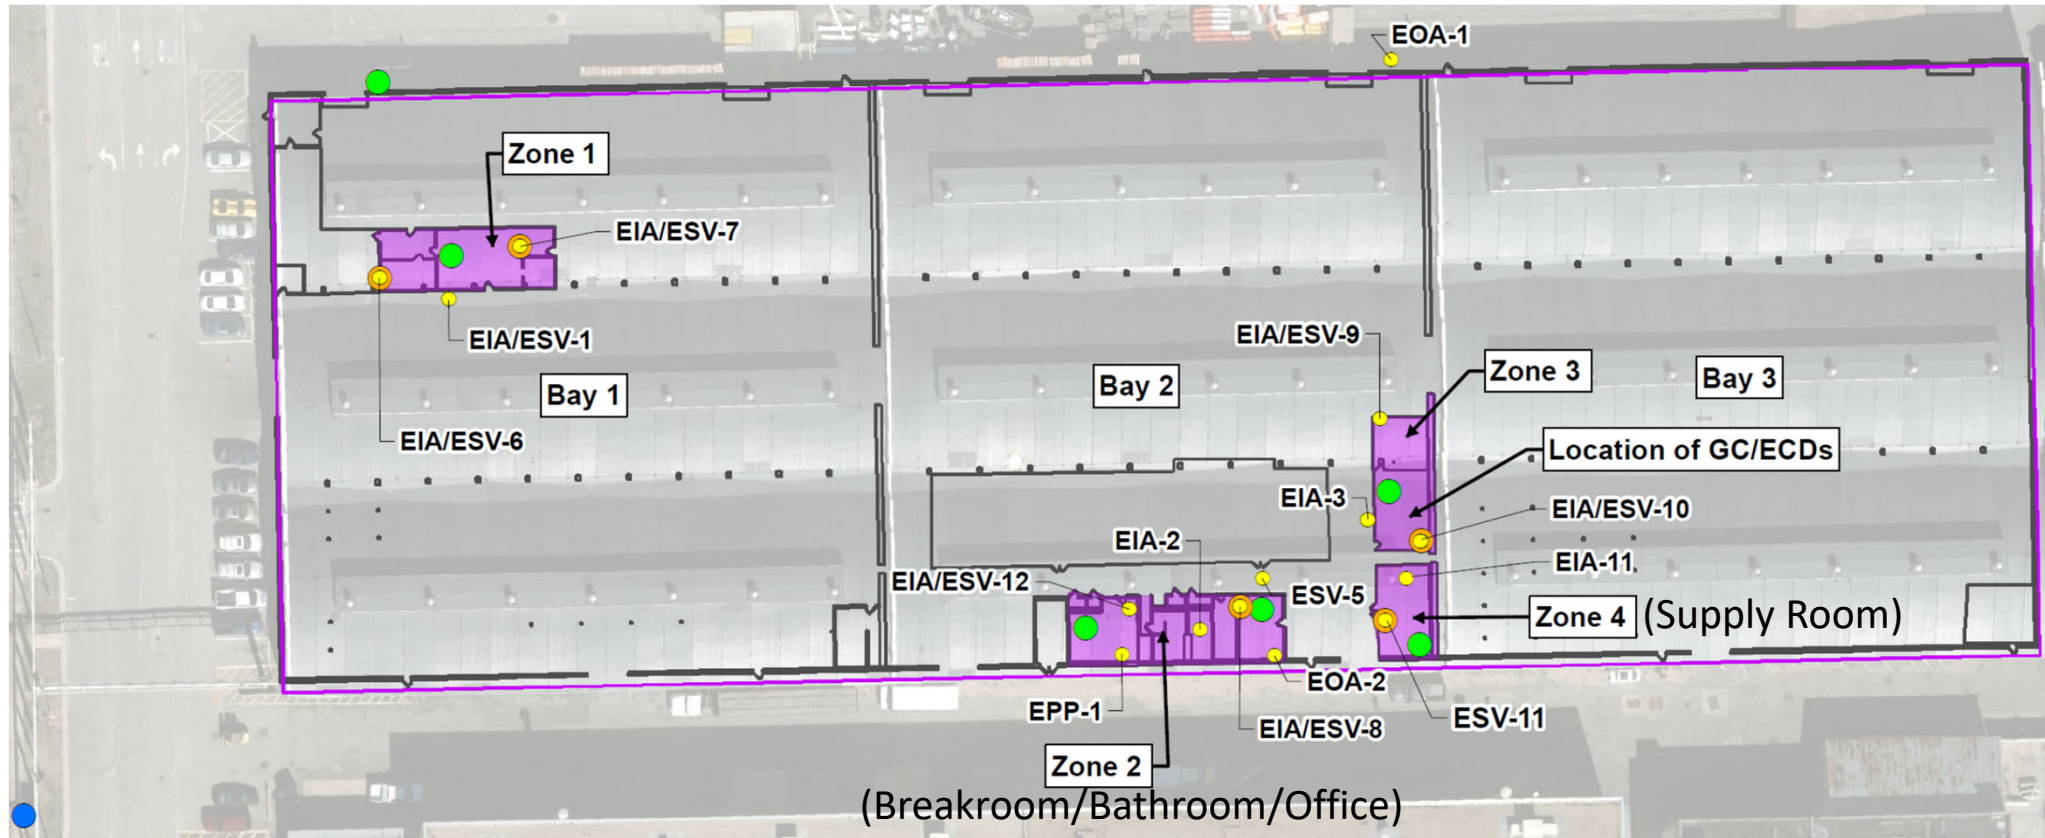 EOA-1
Zone 1
EIA/ESV-7
EIA/ESV-1
EIA/ESV-9
Zone 3
Bay 1
Bay 2
Bay 3
EIA/ESV-6
Location of GC/ECDs
EIA-3
EIA/ESV-10
EIA-2
EIA-11
EIA/ESV-12
ESV-5
Zone 4 (Supply Room)
EOA-2
EPP-1
ESV-11
EIA/ESV-8
Zone 2
(Breakroom/Bathroom/Office)